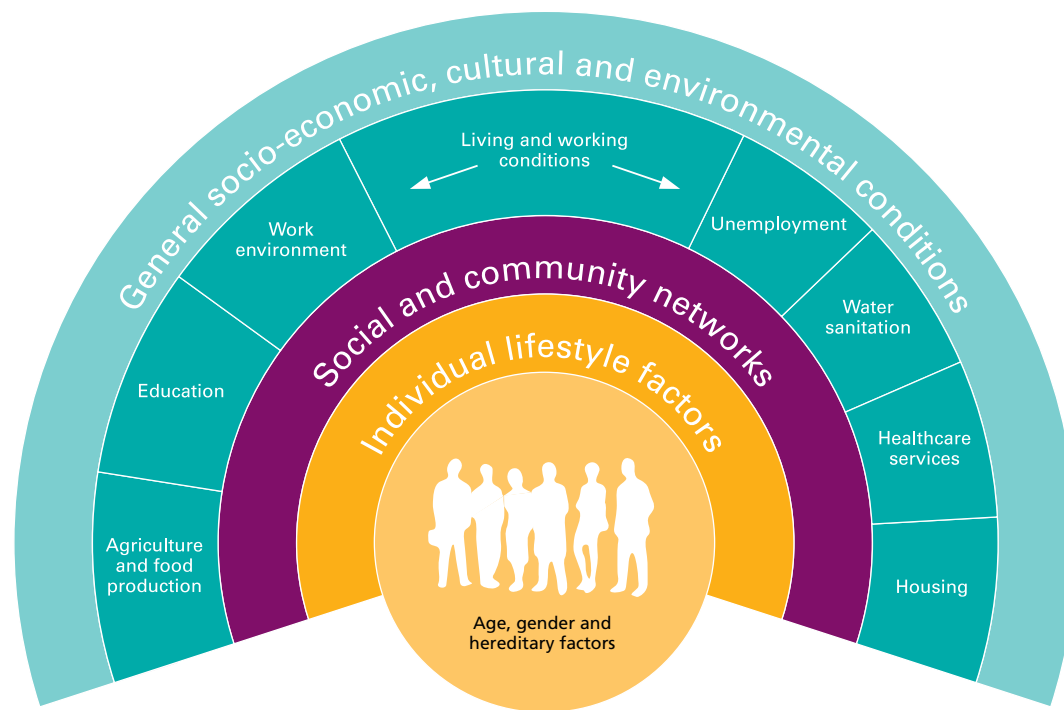 General socio-economic, cultural and environmental conditions
Living and working
conditions
Work
environment
Unemployment
Education
Water
sanitation
Agriculture
and food
production
Healthcare
services
Housing
Social and community networks
Individual lifestyle factors
Age, gender and
hereditary factors